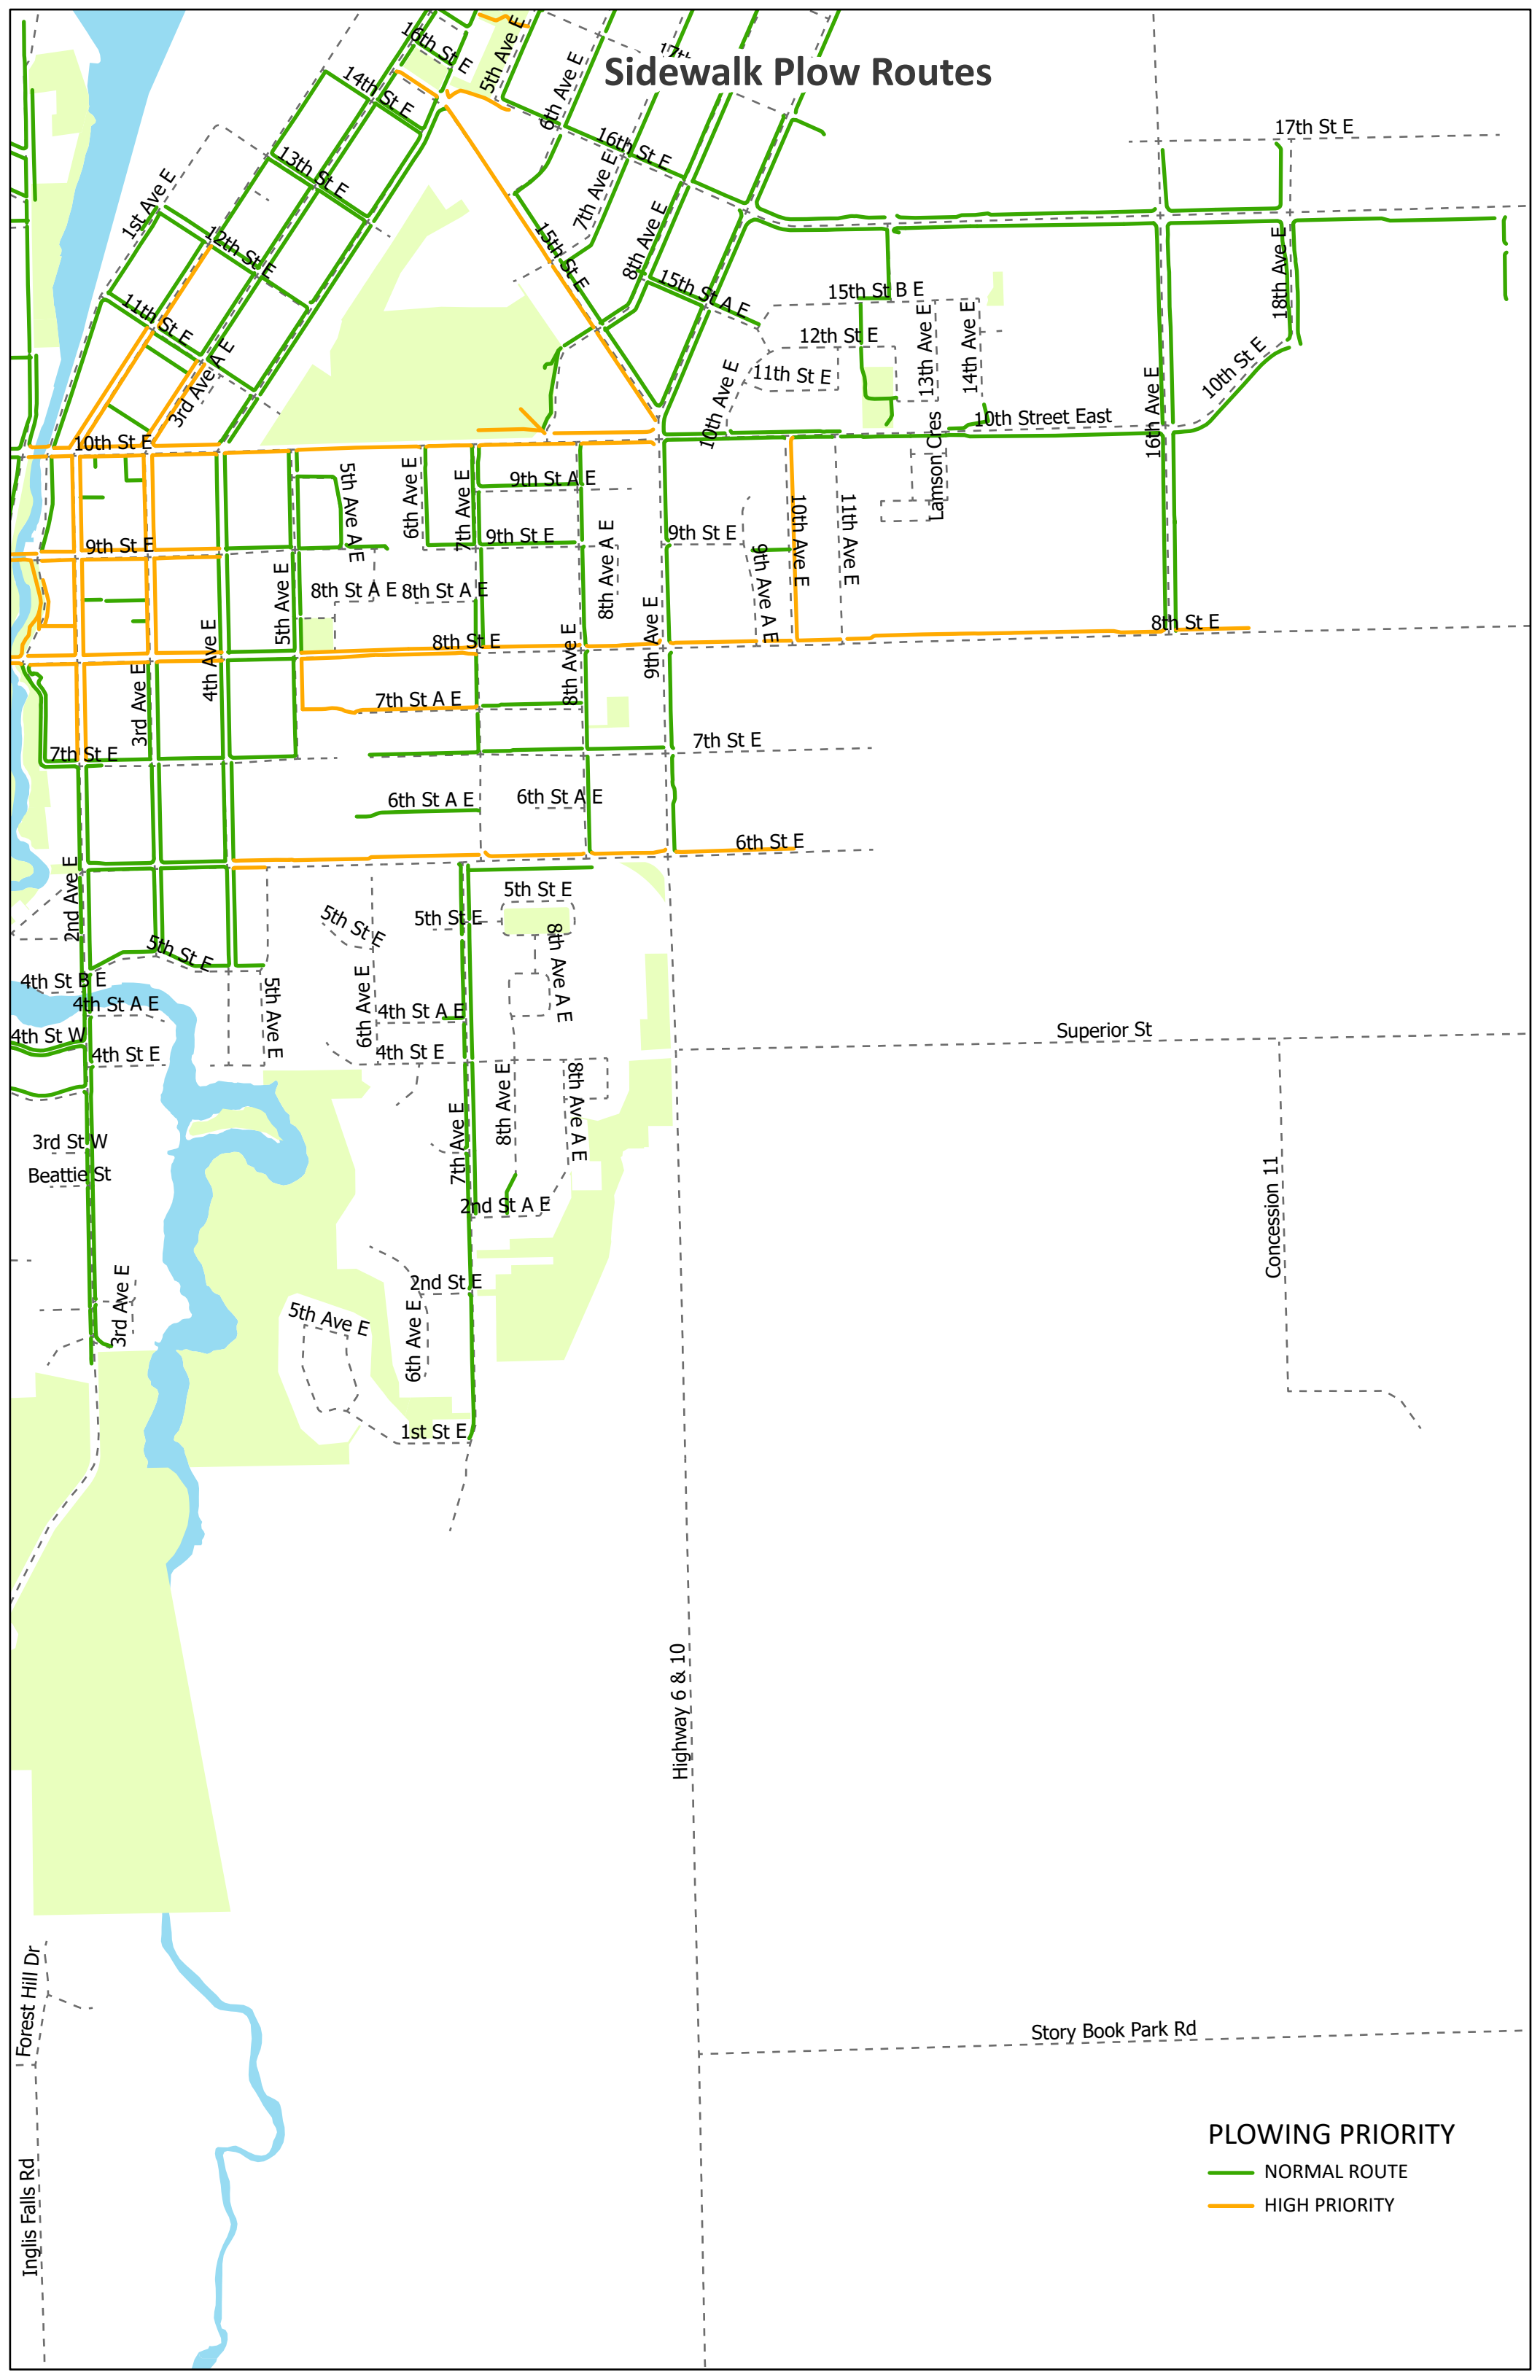 Sidewalk Plow Routes
16th St E
5th Ave E
6th Ave E
17th
14th St E
16th St E
17th St E
13th St E
7th Ave E
1st Ave E
8th Ave E
12th St E
15th St E
15th St A E
15th St B E
18th Ave E
11th St E
12th St E
13th Ave E
14th Ave E
3rd Ave A E
11th St E
10th St E
10th Ave E
16th Ave E
10th Street East
10th St E
Lamson Cres
5th Ave A E
6th Ave E
7th Ave E
9th St A E
10th Ave E
11th Ave E
9th St E
9th St E
9th St E
8th Ave A E
9th Ave A E
5th Ave E
8th St A E
8th St A E
4th Ave E
9th Ave E
8th St E
8th St E
8th Ave E
3rd Ave E
7th St A E
7th St E
7th St E
6th St A E
6th St A E
6th St E
2nd Ave E
5th St E
5th St E
5th St E
5th St E
8th Ave A E
4th St B E
4th St A E
5th Ave E
6th Ave E
4th St A E
4th St W
4th St E
4th St E
Superior St
8th Ave E
8th Ave A E
7th Ave E
3rd St W
Beattie St
2nd St A E
Concession 11
3rd Ave E
2nd St E
5th Ave E
6th Ave E
1st St E
Highway 6 & 10
Forest Hill Dr
Story Book Park Rd
Inglis Falls Rd
PLOWING PRIORITY
NORMAL ROUTE
HIGH PRIORITY